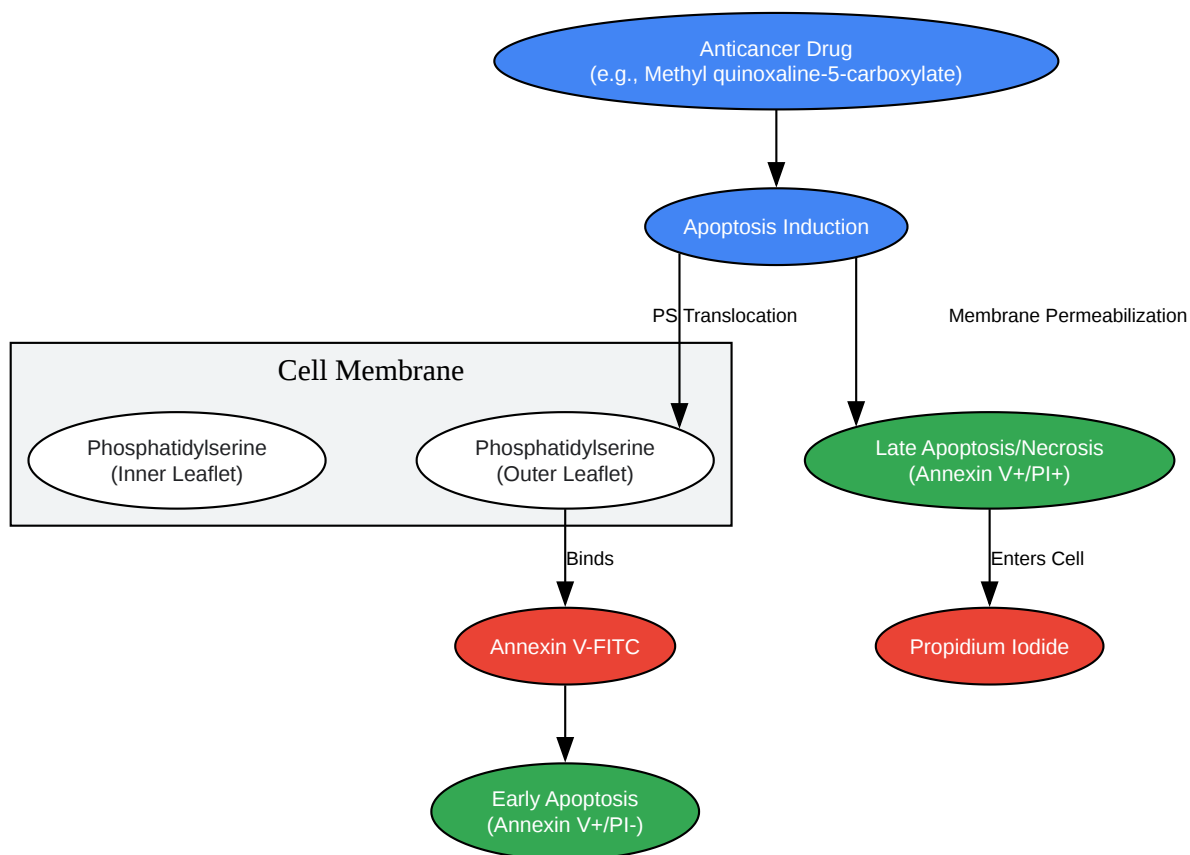 Anticancer Drug
(e.g., Methyl quinoxaline-5-carboxylate)
Apoptosis Induction
PS Translocation
Membrane Permeabilization
Cell Membrane
Phosphatidylserine
(Inner Leaflet)
Phosphatidylserine
(Outer Leaflet)
Late Apoptosis/Necrosis
(Annexin V+/PI+)
Binds
Enters Cell
Annexin V-FITC
Propidium Iodide
Early Apoptosis
(Annexin V+/PI-)